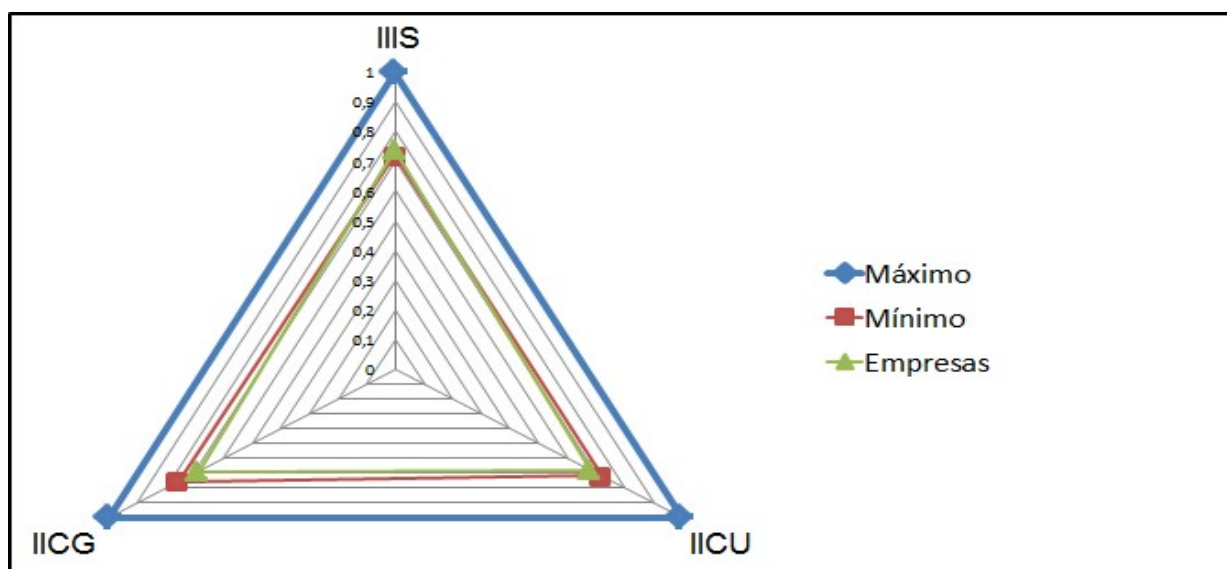 IIIS
1
0,9
0,8
0,7
0,6
0,5
0,4
0,3
0,2
0,1
0
Máximo
Mínimo
Empresas
IICG
IICU